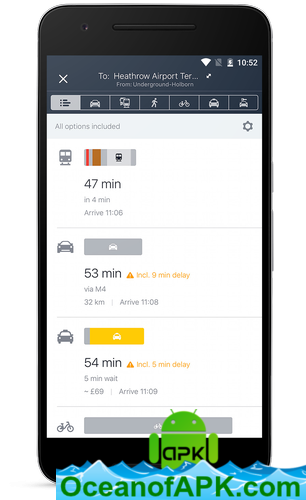 10:52
To: Heathrow Airport Ter...
From: Underground-Holborn
All options included
47 min
in 4 min
Arrive 11:06
53 min Incl. 9 min delay
via M4
32 km | Arrive 11:08
54 min Incl. 5 min delay
5 min wait
~ £69 | Arrive 11:09
apk
OceanofAPK.com